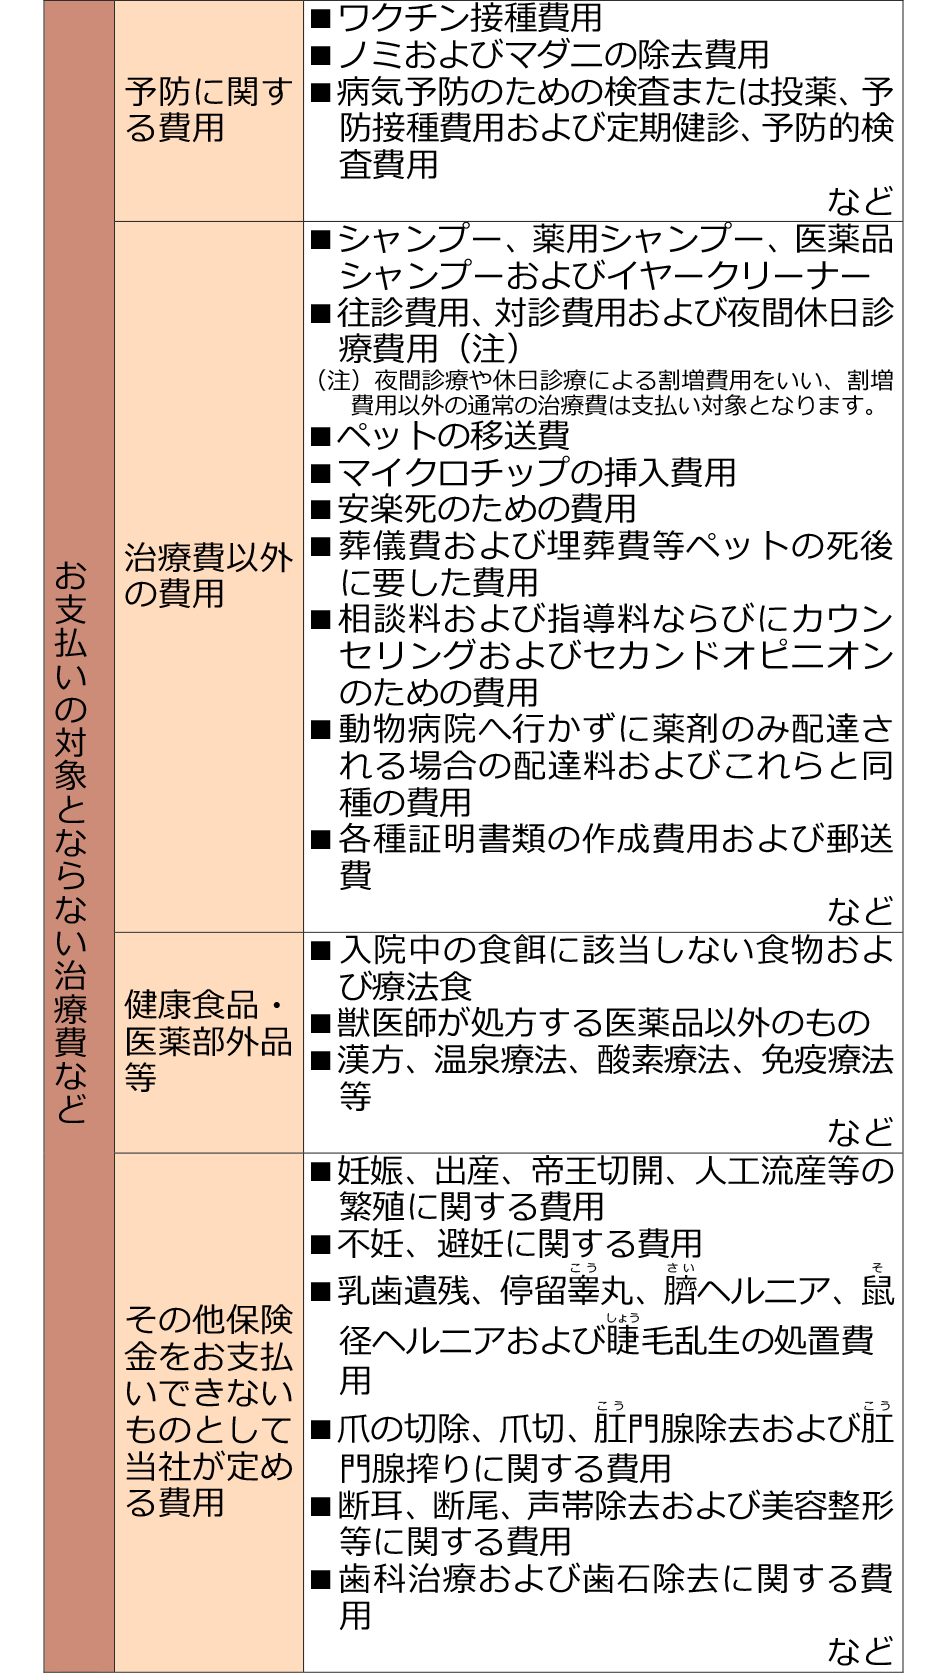 お支払いの対象とならない治療費など
予防に関す
る費用
■ワクチン接種費用
■ノミおよびマダニの除去費用
■病気予防のための検査または投薬、予
防接種費用および定期健診、予防的検
査費用
など
治療費以外
の費用
■シャンプー、薬用シャンプー、医薬品
シャンプーおよびイヤークリーナー
■往診費用、対診費用および夜間休日診
療費用（注）
（注）夜間診療や休日診療による割増費用をいい、割増
費用以外の通常の治療費は支払い対象となります。
■ペットの移送費
■マイクロチップの挿入費用
■安楽死のための費用
■葬儀費および埋葬費等ペットの死後
に要した費用
■相談料および指導料ならびにカウン
セリングおよびセカンドオピニオン
のための費用
■動物病院へ行かずに薬剤のみ配達さ
れる場合の配達料およびこれらと同
種の費用
■各種証明書類の作成費用および郵送
費
など
健康食品・
医薬部外品
等
■入院中の食餌に該当しない食物およ
び療法食
■獣医師が処方する医薬品以外のもの
■漢方、温泉療法、酸素療法、免疫療法
等
など
その他保険
金をお支払
いできない
ものとして
当社が定め
る費用
■妊娠、出産、帝王切開、人工流産等の
繁殖に関する費用
■不妊、避妊に関する費用
こう さい そ
■乳歯遺残、停留睾丸、臍ヘルニア、鼠
しょう
径ヘルニアおよび睫毛乱生の処置費
用
こう こう
■爪の切除、爪切、肛門腺除去および肛
門腺搾りに関する費用
■断耳、断尾、声帯除去および美容整形
等に関する費用
■歯科治療および歯石除去に関する費
用
など